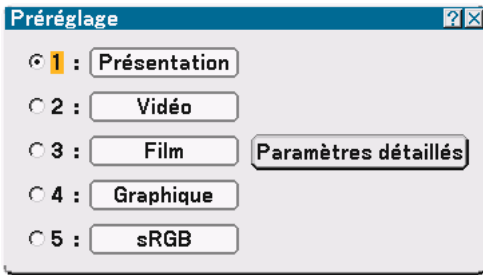 Préréglage ? X
1 : Présentation
2 : Vidéo
3 : Film Paramètres détaillés
4 : Graphique
5 : sRGB